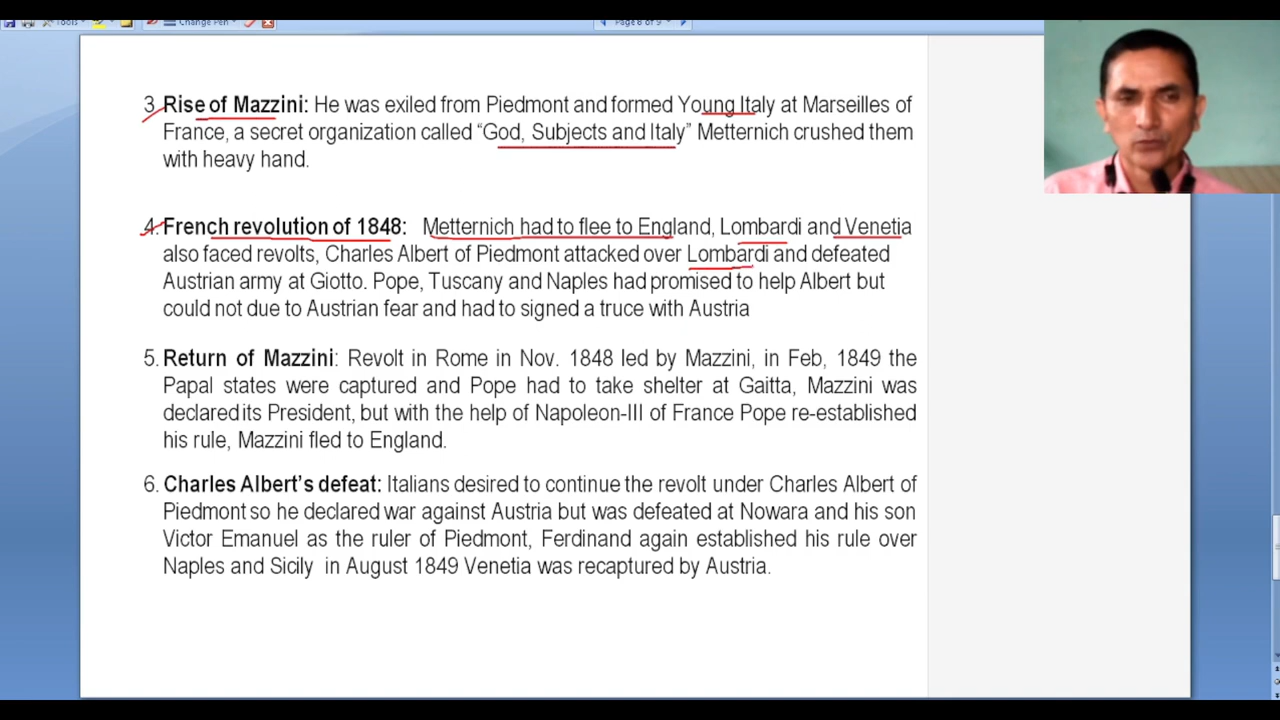 Tools
Change Pen
Page 8 of 9
3. Rise of Mazzini: He was exiled from Piedmont and formed Young Italy at Marseilles of
France, a secret organization called “God, Subjects and Italy” Metternich crushed them
with heavy hand.
4. French revolution of 1848: Metternich had to flee to England, Lombardi and Venetia
also faced revolts, Charles Albert of Piedmont attacked over Lombardi and defeated
Austrian army at Giotto. Pope, Tuscany and Naples had promised to help Albert but
could not due to Austrian fear and had to signed a truce with Austria
5. Return of Mazzini: Revolt in Rome in Nov. 1848 led by Mazzini, in Feb, 1849 the
Papal states were captured and Pope had to take shelter at Gaitta, Mazzini was
declared its President, but with the help of Napoleon-III of France Pope re-established
his rule, Mazzini fled to England.
6. Charles Albert’s defeat: Italians desired to continue the revolt under Charles Albert of
Piedmont so he declared war against Austria but was defeated at Nowara and his son
Victor Emanuel as the ruler of Piedmont, Ferdinand again established his rule over
Naples and Sicily in August 1849 Venetia was recaptured by Austria.